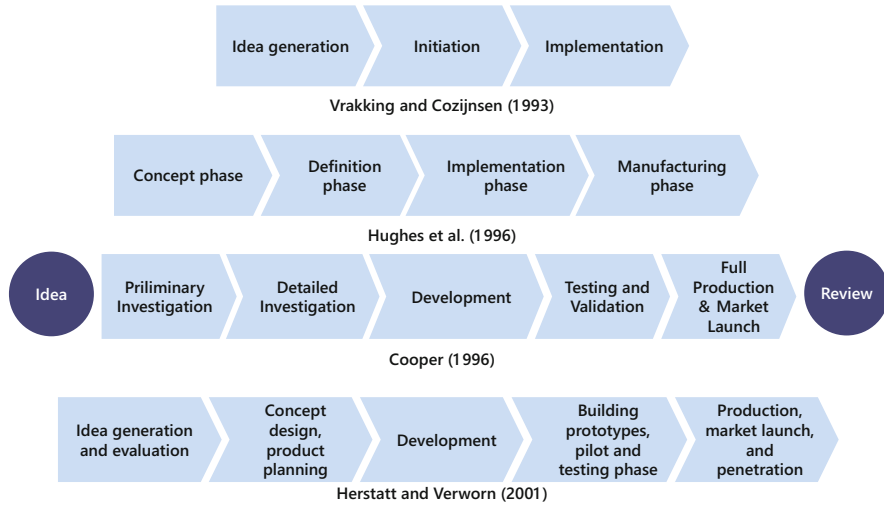 Idea generation
Initiation
Implementation
Vrakking and Cozijnsen (1993)
Concept phase
Definition
phase
Implementation
phase
Manufacturing
phase
Hughes et al. (1996)
Idea
Priliminary
Investigation
Detailed
Investigation
Development
Testing and
Validation
Full
Production
& Market
Launch
Review
Cooper (1996)
Idea generation
and evaluation
Concept
design,
product
planning
Development
Building
prototypes,
pilot and
testing phase
Production,
market launch,
and
penetration
Herstatt and Verworn (2001)